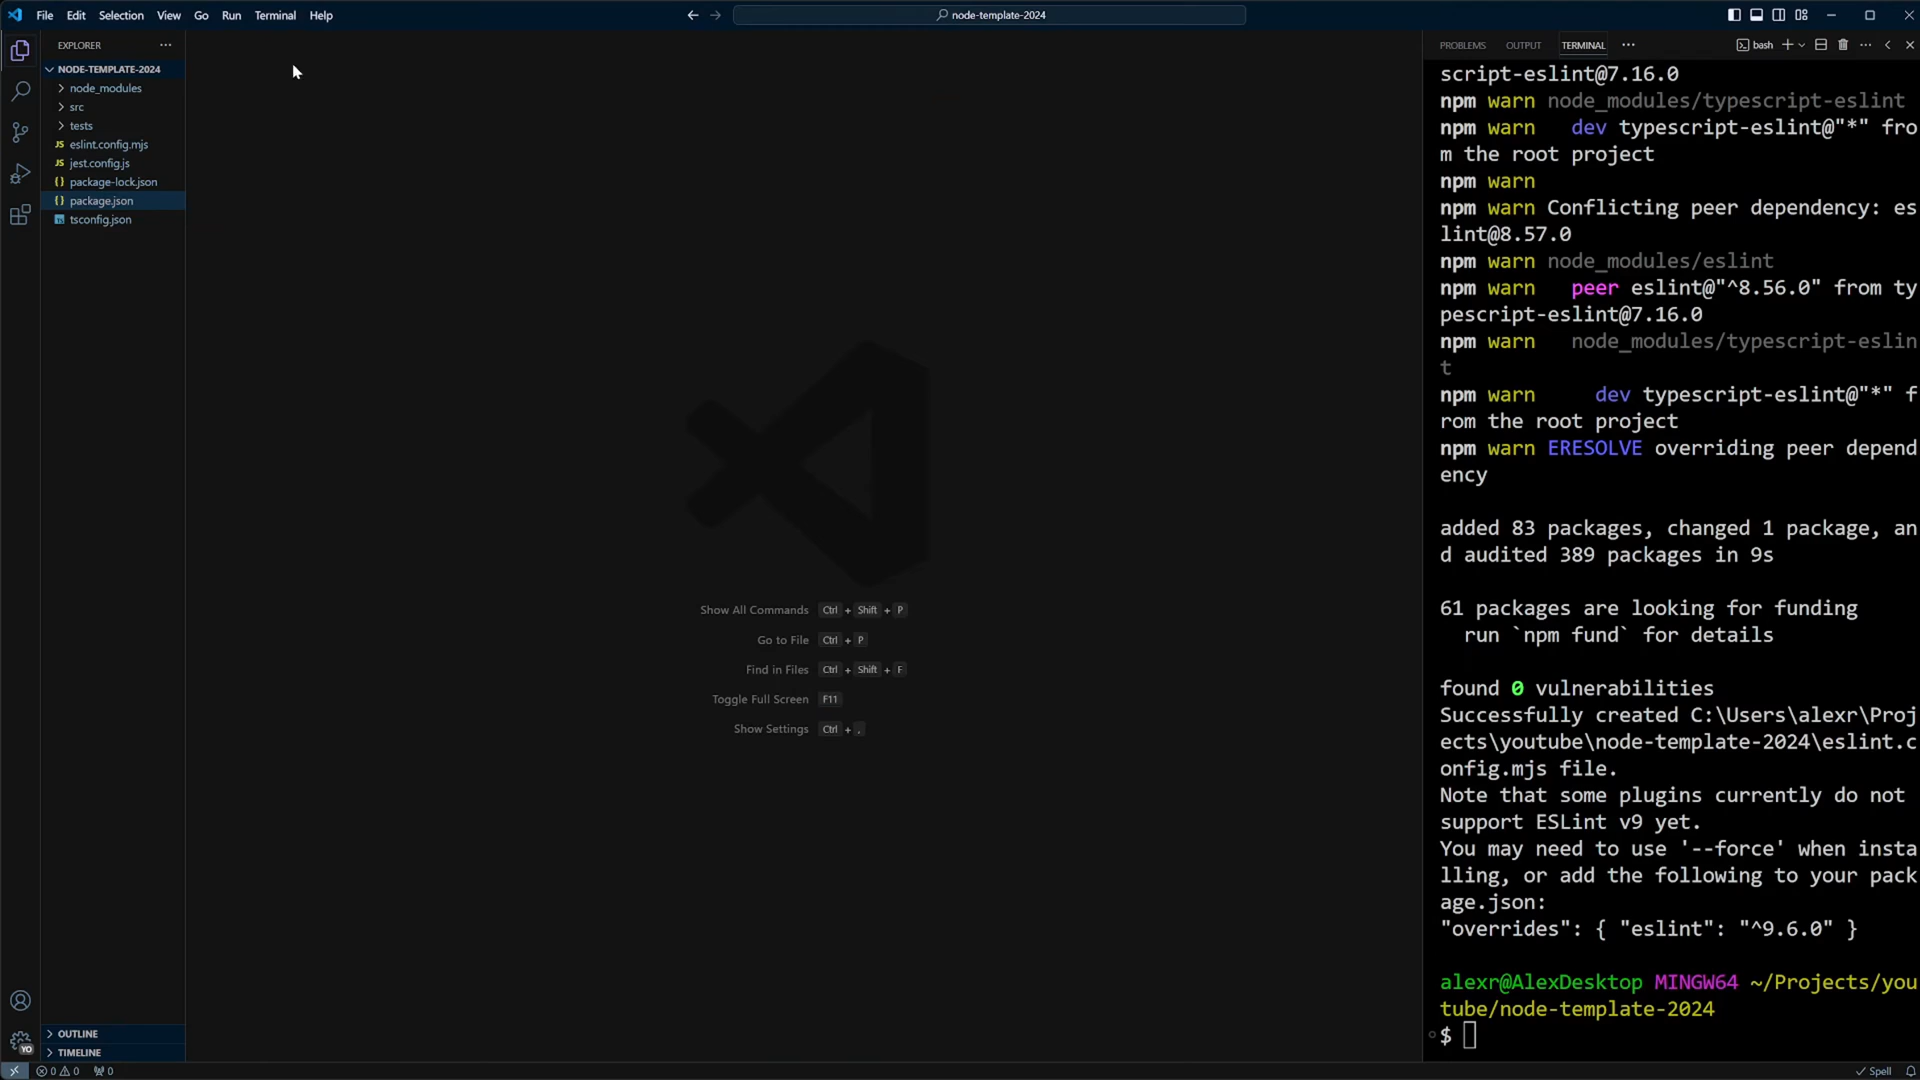 File Edit Selection View Go Run Terminal Help
node-template-2024
EXPLORER
NODE-TEMPLATE-2024
node_modules
src
tests
JS eslint.config.mjs
JS jest.config.js
{} package-lock.json
{} package.json
TS tsconfig.json
OUTLINE
TIMELINE
YO
Show All Commands Ctrl + Shift + P
Go to File Ctrl + P
Find in Files Ctrl + Shift + F
Toggle Full Screen F11
Show Settings Ctrl + ,
PROBLEMS OUTPUT TERMINAL
bash
script-eslint@7.16.0
npm warn node_modules/typescript-eslint
npm warn dev typescript-eslint@"*" fro
m the root project
npm warn
npm warn Conflicting peer dependency: es
lint@8.57.0
npm warn node_modules/eslint
npm warn peer eslint@"^8.56.0" from ty
pescript-eslint@7.16.0
npm warn node_modules/typescript-eslin
t
npm warn dev typescript-eslint@"*" f
rom the root project
npm warn ERESOLVE overriding peer depend
ency
added 83 packages, changed 1 package, an
d audited 389 packages in 9s
61 packages are looking for funding
run `npm fund` for details
found 0 vulnerabilities
Successfully created C:\Users\alexr\Proj
ects\youtube\node-template-2024\eslint.c
onfig.mjs file.
Note that some plugins currently do not
support ESLint v9 yet.
You may need to use '--force' when insta
lling, or add the following to your pack
age.json:
"overrides": { "eslint": "^9.6.0" }
alexr@AlexDesktop MINGW64 ~/Projects/you
tube/node-template-2024
$
0 0 0
Spell